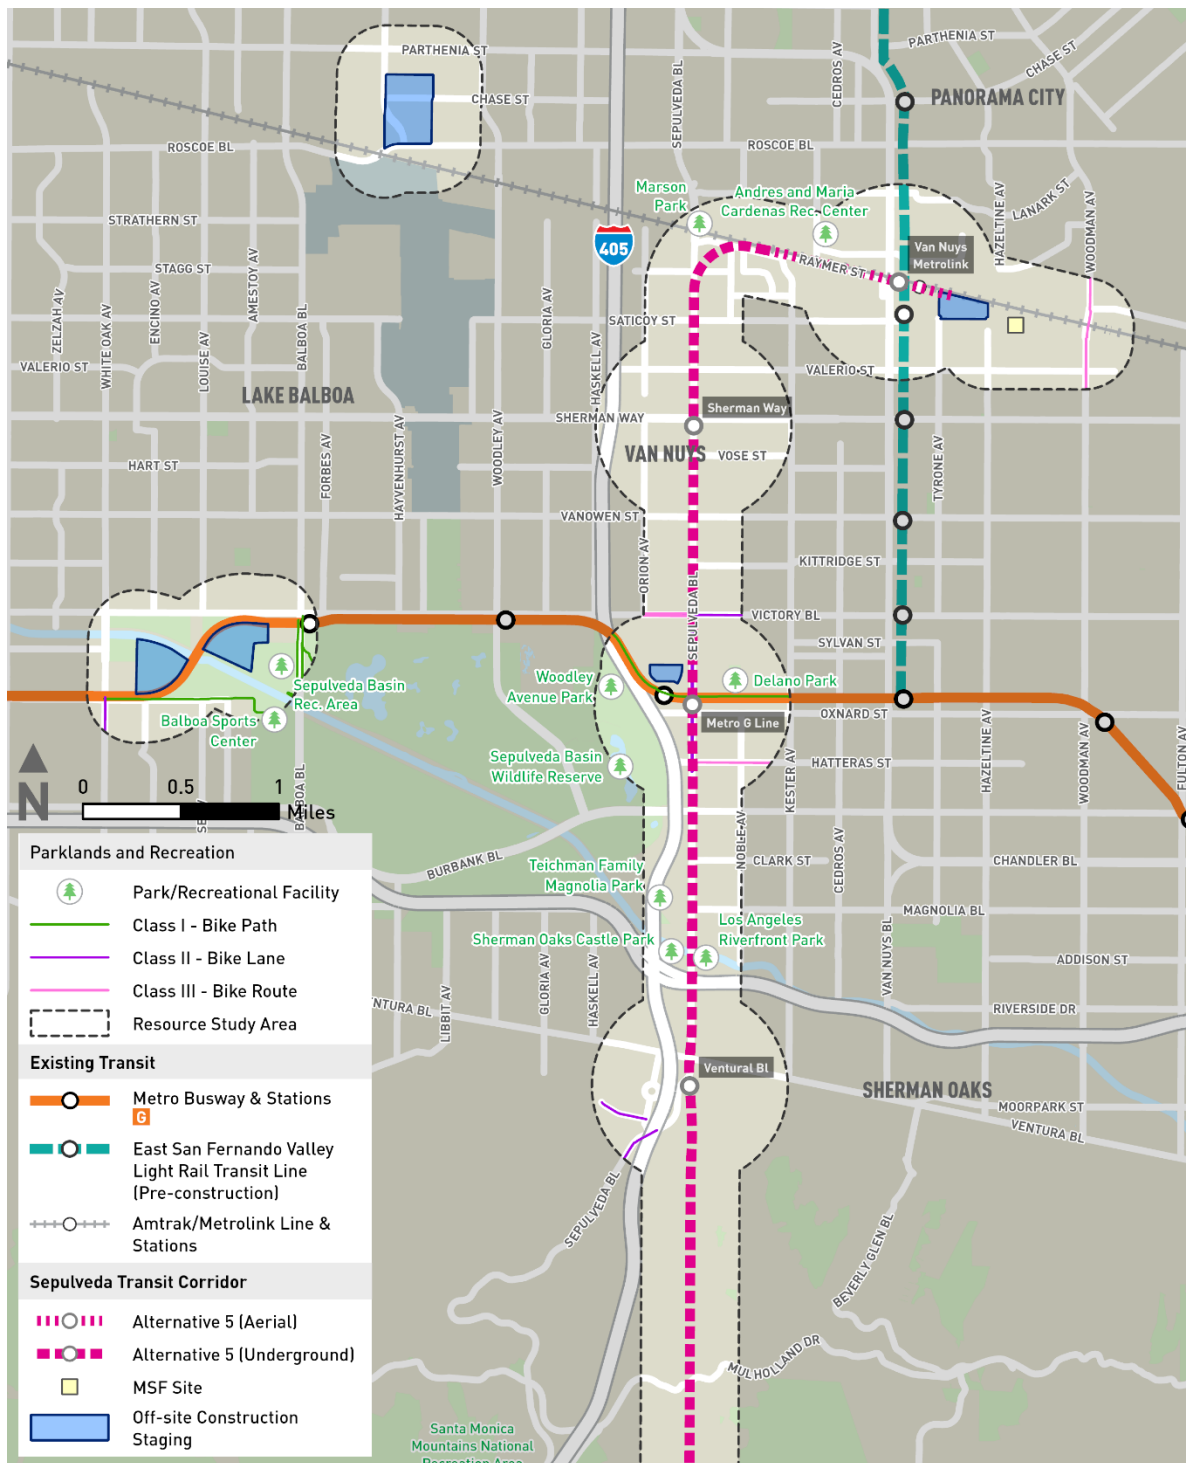 PARTHENIA ST
PARTHENIA ST
CHASE ST
CHASE ST
CEDROS AV
SEPULVEDA BL
PANORAMA CITY
ROSCOE BL
ROSCOE BL
Marson
Park
Andres and Maria
Cardenas Rec. Center
HAZELTINE AV
LANARK ST
WOODMAN AV
STRATHERN ST
405
Van Nuys
Metrolink
RAYMER ST
STAGG ST
ZELZAH AV
WHITE OAK AV
ENCINO AV
LOUISE AV
AMESTOY AV
BALBOA BL
GLORIA AV
HASKELL AV
SATICOY ST
VALERIO ST
VALERIO ST
LAKE BALBOA
Sherman Way
SHERMAN WAY
VAN NUYS
VOSE ST
HART ST
FORBES AV
HAYVENHURST AV
WOODLEY AV
TYRONE AV
VANOWEN ST
ORION AV
KITTRIDGE ST
SEPULVEDA BL
VICTORY BL
SYLVAN ST
Woodley
Avenue Park
Delano Park
Sepulveda Basin
Rec. Area
Balboa Sports
Center
OXNARD ST
Metro G Line
HAZELTINE AV
WOODMAN AV
FULTON AV
Sepulveda Basin
Wildlife Reserve
HATTERAS ST
KESTER AV
N
0 0.5 1
Miles
BALBOA BL
NOBLE AV
CEDROS AV
BURBANK BL
Teichman Family
Magnolia Park
CLARK ST
CHANDLER BL
MAGNOLIA BL
Los Angeles
Riverfront Park
Sherman Oaks Castle Park
VAN NUYS BL
ADDISON ST
LIBBIT AV
GLORIA AV
HASKELL AV
RIVERSIDE DR
Ventural Bl
SHERMAN OAKS
MOORPARK ST
VENTURA BL
SEPULVEDA BL
BEVERLY GLEN BL
MULHOLLAND DR
Santa Monica
Mountains National
Recreation Area
Parklands and Recreation
Park/Recreational Facility
Class I - Bike Path
Class II - Bike Lane
Class III - Bike Route
Resource Study Area
Existing Transit
Metro Busway & Stations
G
East San Fernando Valley
Light Rail Transit Line
(Pre-construction)
Amtrak/Metrolink Line &
Stations
Sepulveda Transit Corridor
Alternative 5 (Aerial)
Alternative 5 (Underground)
MSF Site
Off-site Construction
Staging